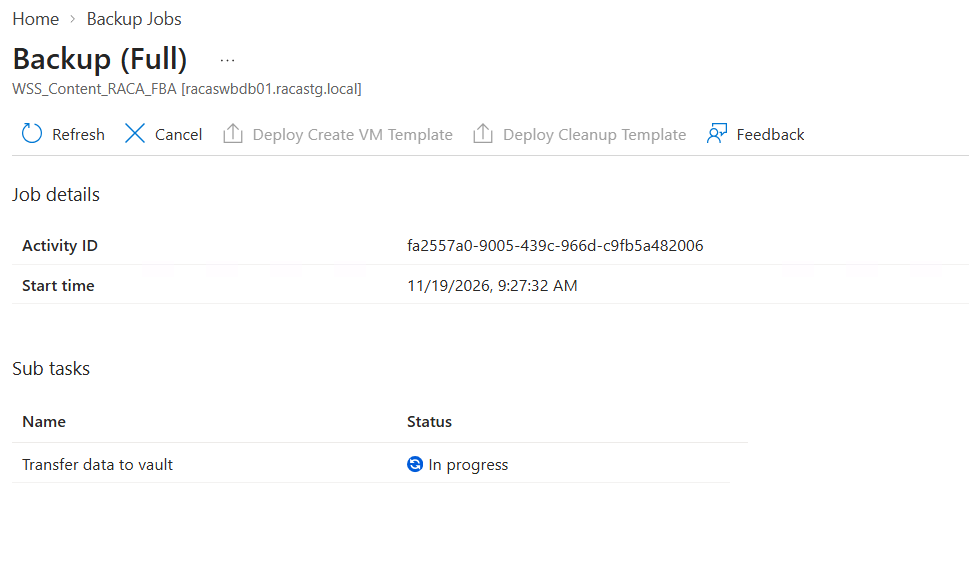 Home > Backup Jobs
Backup (Full) ...
WSS_Content_RACA_FBA [racaswbdb01.racastg.local]
Refresh Cancel Deploy Create VM Template Deploy Cleanup Template Feedback
Job details
Activity ID fa2557a0-9005-439c-966d-c9fb5a482006
Start time 11/19/2026, 9:27:32 AM
Sub tasks
Name Status
Transfer data to vault In progress